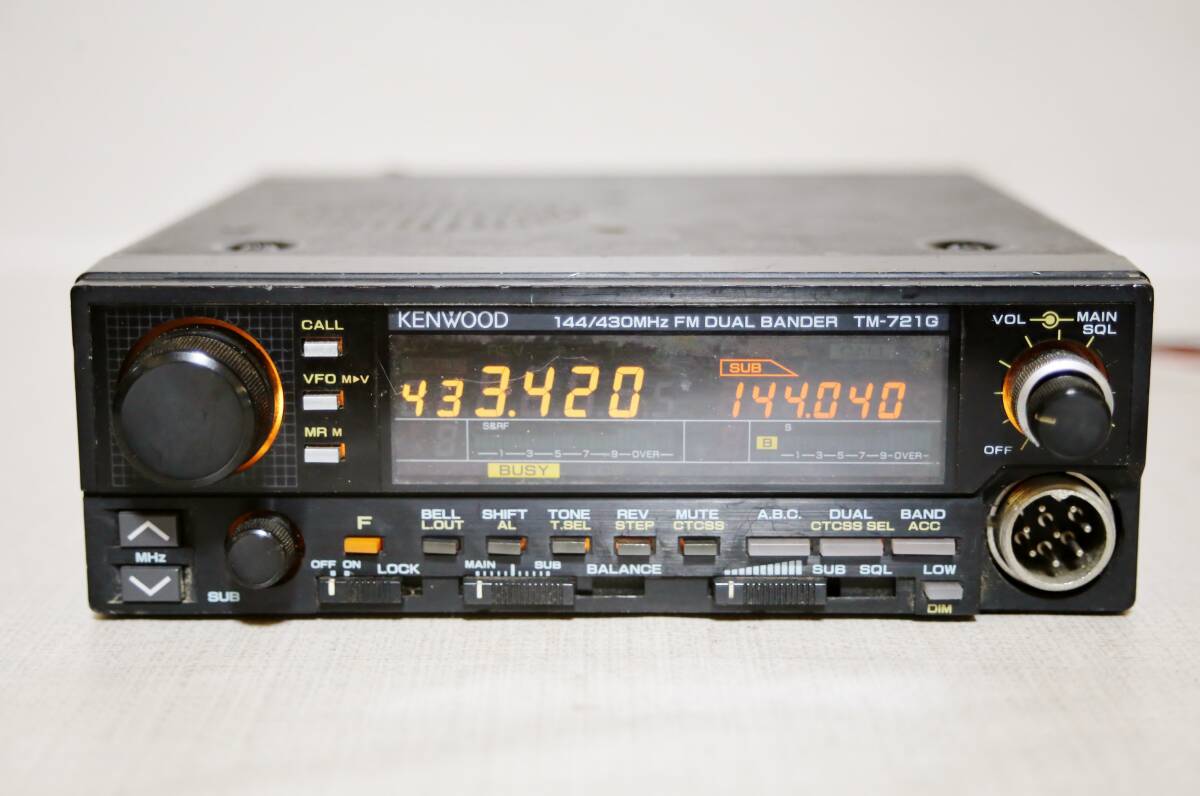 CALL
VFO M▶V
MR M
KENWOOD 144/430MHz FM DUAL BANDER TM-721G
433.420
SUB
144.040
S&RF
1-3-5-7-9-OVER
BUSY
S
B
1-3-5-7-9-OVER
VOL MAIN
SQL
OFF
MHz
SUB
F
BELL SHIFT TONE REV MUTE A.B.C. DUAL BAND
L.OUT AL T.SEL STEP CTCSS CTCSS SEL ACC
OFF ON LOCK MAIN SUB BALANCE SUB SQL LOW
DIM